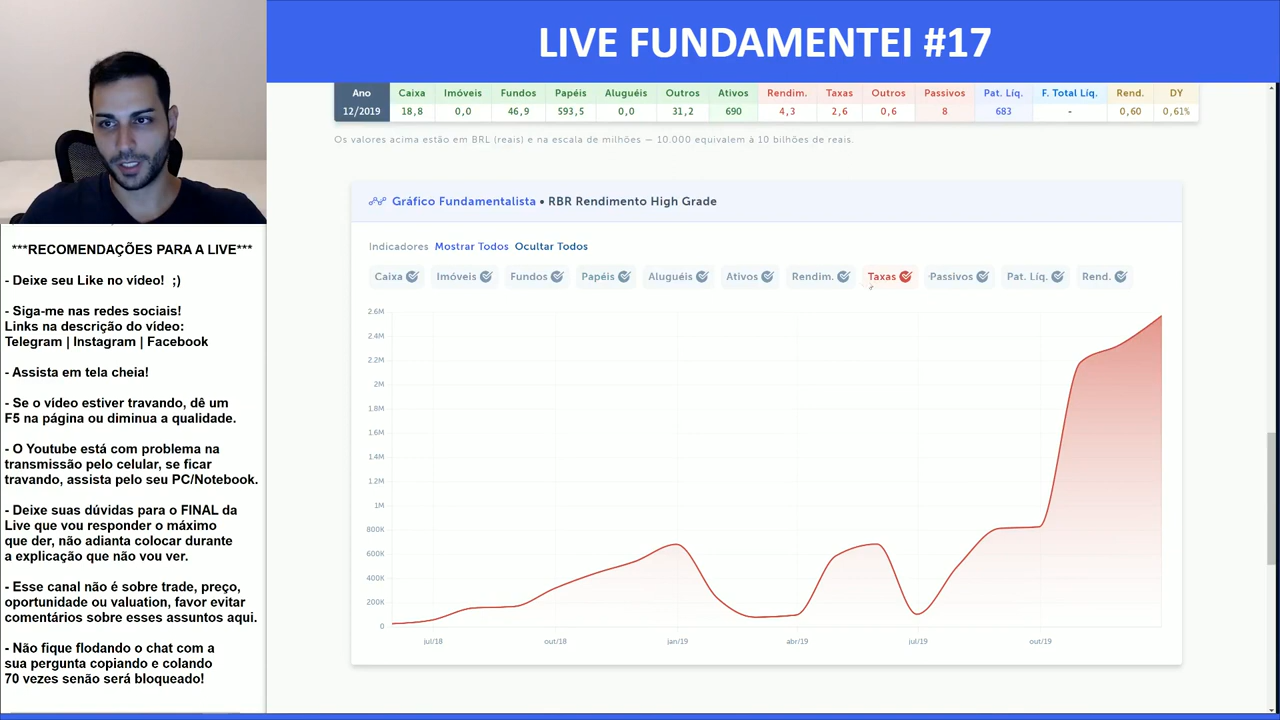 LIVE FUNDAMENTEI #17
Ano Caixa Imóveis Fundos Papéis Aluguéis Outros Ativos Rendim. Taxas Outros Passivos Pat. Líq. F. Total Líq. Rend. DY
12/2019 18,8 0,0 46,9 593,5 0,0 31,2 690 4,3 2,6 0,6 8 683 - 0,60 0,61%
Os valores acima estão em BRL (reais) e na escala de milhões — 10.000 equivalem à 10 bilhões de reais.
Gráfico Fundamentalista • RBR Rendimento High Grade
Indicadores Mostrar Todos Ocultar Todos
Caixa Imóveis Fundos Papéis Aluguéis Ativos Rendim. Taxas Passivos Pat. Líq. Rend.
2.6M
2.4M
2.2M
2M
1.8M
1.6M
1.4M
1.2M
1M
800K
600K
400K
200K
0
jul/18 out/18 jan/19 abr/19 jul/19 out/19
***RECOMENDAÇÕES PARA A LIVE***
- Deixe seu Like no vídeo! ;)
- Siga-me nas redes sociais!
Links na descrição do vídeo:
Telegram | Instagram | Facebook
- Assista em tela cheia!
- Se o vídeo estiver travando, dê um
F5 na página ou diminua a qualidade.
- O Youtube está com problema na
transmissão pelo celular, se ficar
travando, assista pelo seu PC/Notebook.
- Deixe suas dúvidas para o FINAL da
Live que vou responder o máximo
que der, não adianta colocar durante
a explicação que não vou ver.
- Esse canal não é sobre trade, preço,
oportunidade ou valuation, favor evitar
comentários sobre esses assuntos aqui.
- Não fique flodando o chat com a
sua pergunta copiando e colando
70 vezes senão será bloqueado!